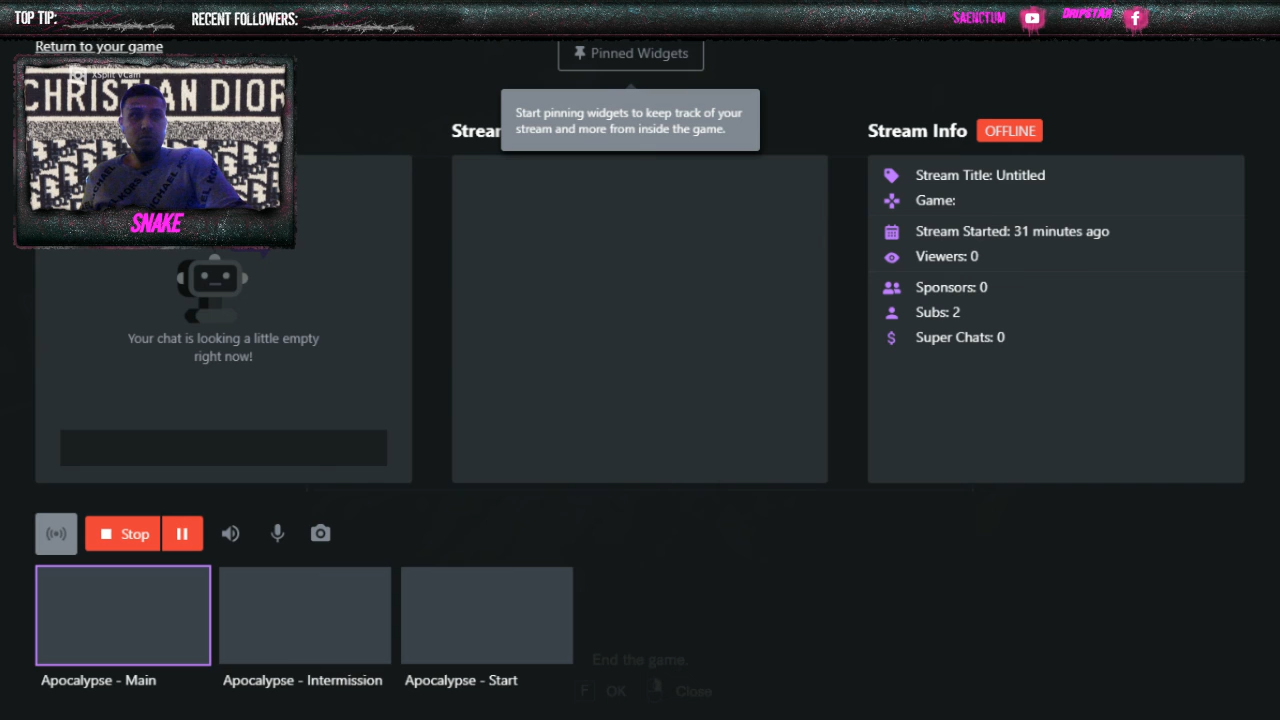 TOP TIP:
RECENT FOLLOWERS:
SAENCTUM
DRIPSTAR
Return to your game
Pinned Widgets
XSplit VCam
CHRISTIAN DIOR
SNAKE
Start pinning widgets to keep track of your
stream and more from inside the game.
Strea
Stream Info
OFFLINE
Stream Title: Untitled
Game:
Stream Started: 31 minutes ago
Viewers: 0
Sponsors: 0
Subs: 2
Super Chats: 0
Your chat is looking a little empty
right now!
Stop
Apocalypse - Main
Apocalypse - Intermission
Apocalypse - Start
End the game.
F OK Close